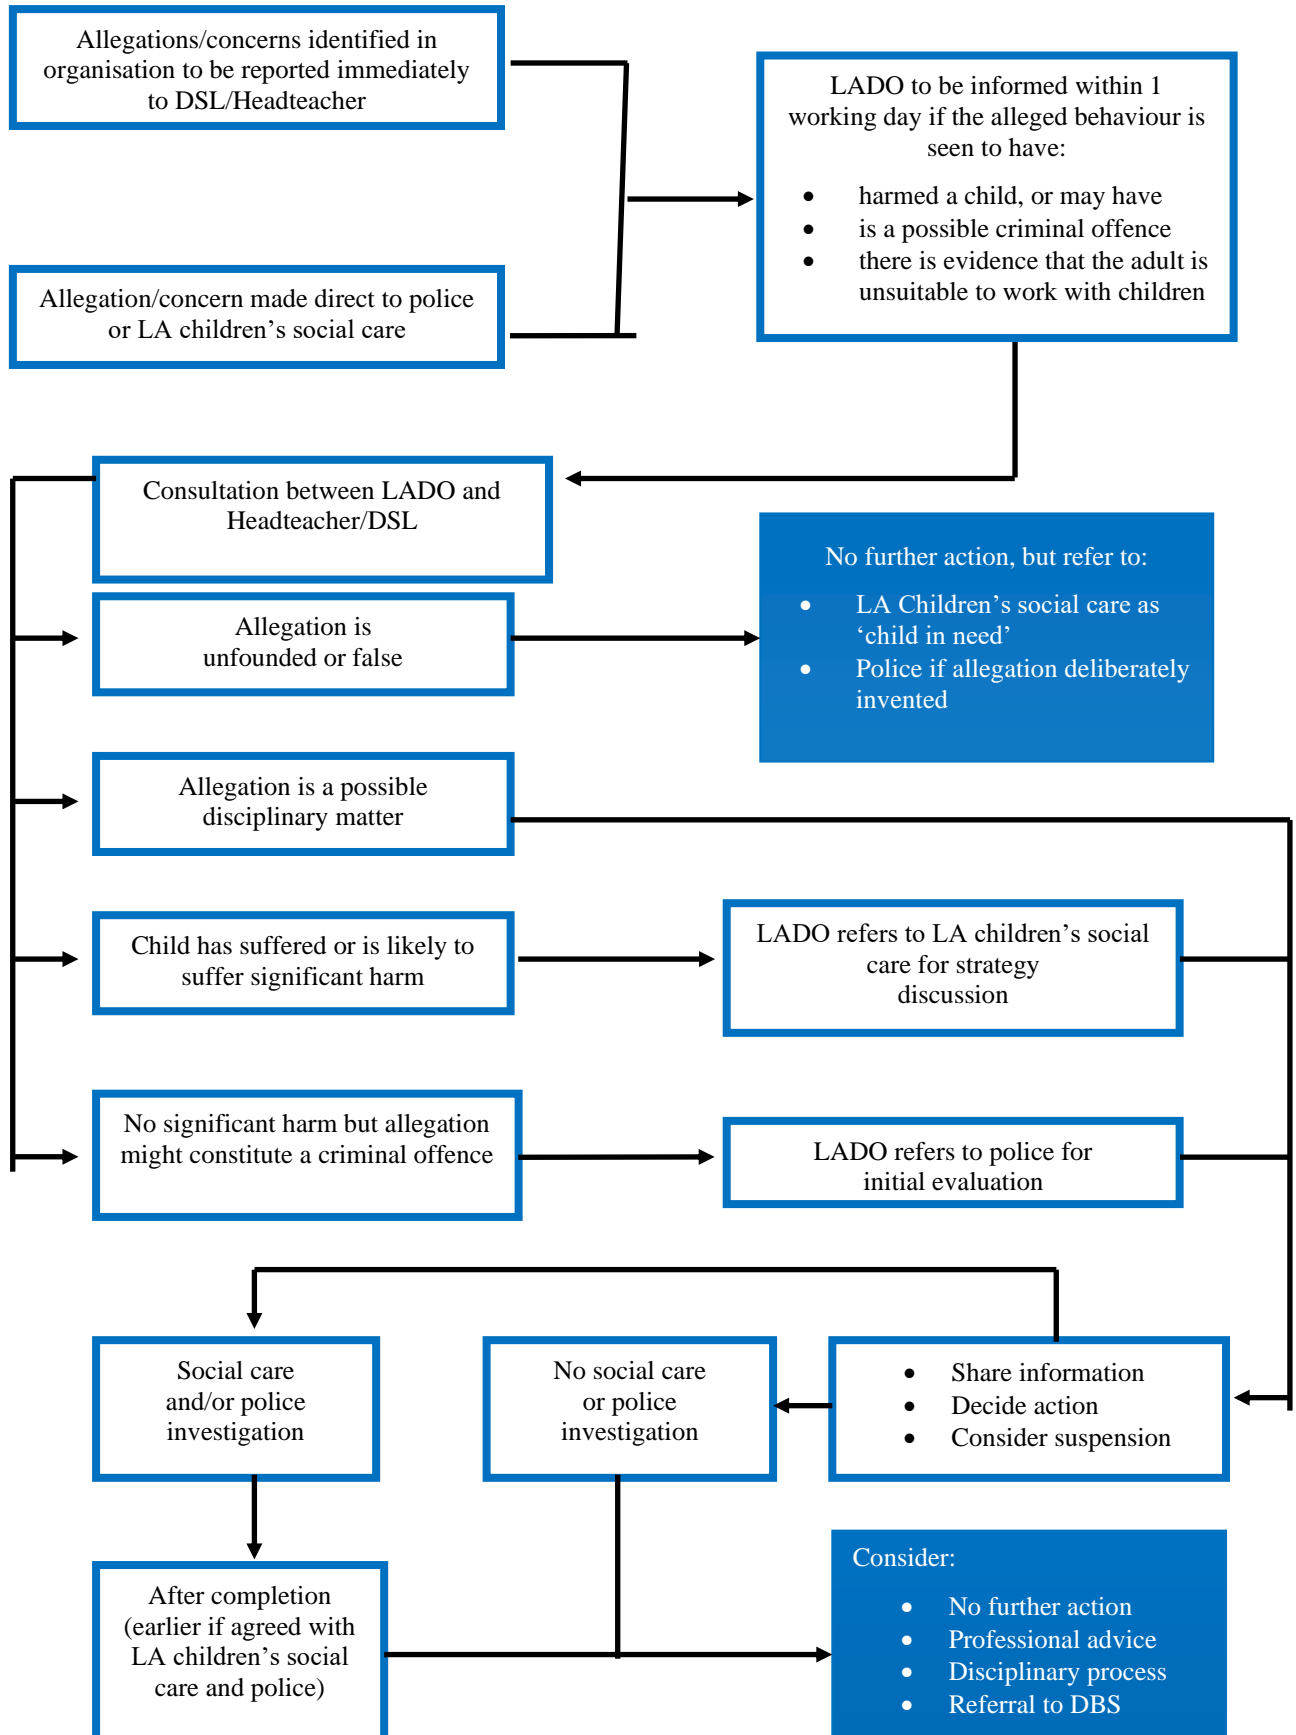 Allegations/concerns identified in
organisation to be reported immediately
to DSL/Headteacher
LADO to be informed within 1
working day if the alleged behaviour is
seen to have:
• harmed a child, or may have
• is a possible criminal offence
• there is evidence that the adult is
unsuitable to work with children
Allegation/concern made direct to police
or LA children’s social care
Consultation between LADO and
Headteacher/DSL
Allegation is
unfounded or false
No further action, but refer to:
• LA Children’s social care as
‘child in need’
• Police if allegation deliberately
invented
Allegation is a possible
disciplinary matter
Child has suffered or is likely to
suffer significant harm
LADO refers to LA children’s social
care for strategy
discussion
No significant harm but allegation
might constitute a criminal offence
LADO refers to police for
initial evaluation
Social care
and/or police
investigation
No social care
or police
investigation
• Share information
• Decide action
• Consider suspension
After completion
(earlier if agreed with
LA children’s social
care and police)
Consider:
• No further action
• Professional advice
• Disciplinary process
• Referral to DBS